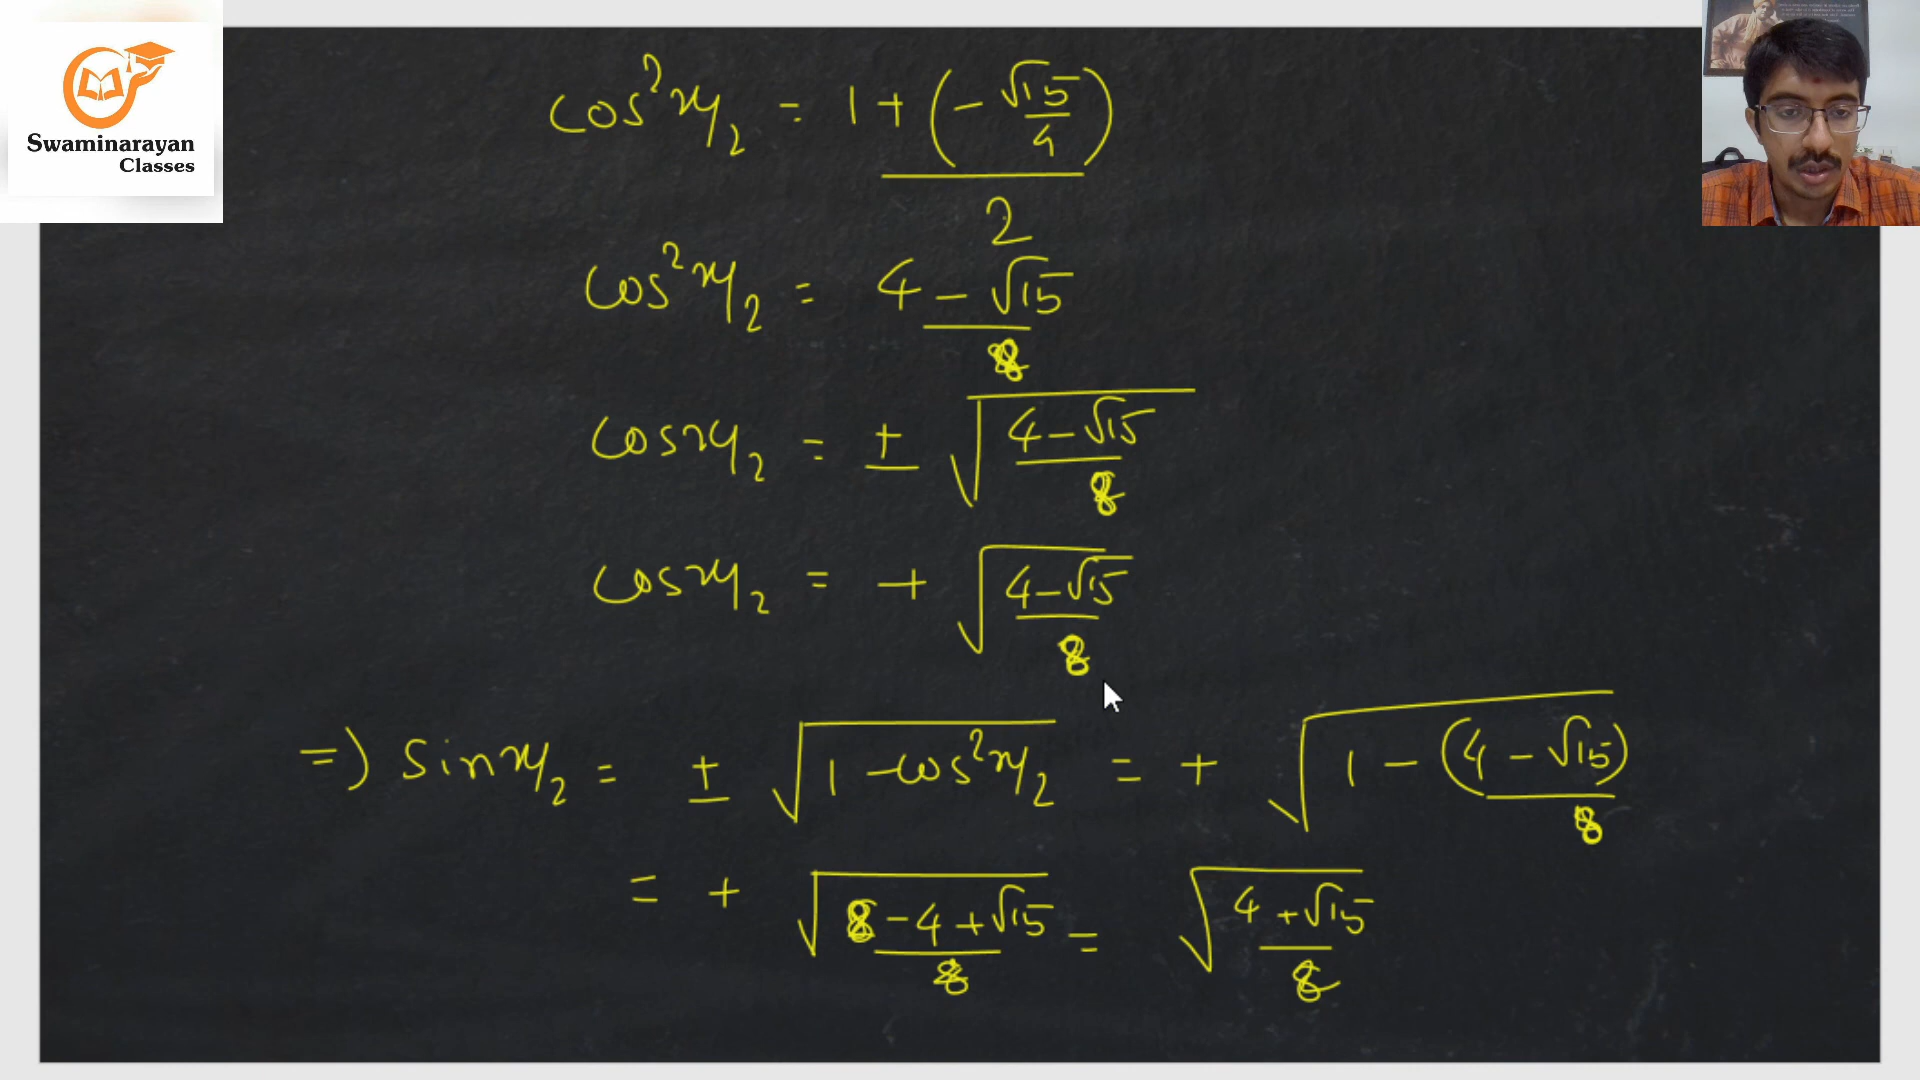 Swaminarayan
Classes
cos²x/2 = 1 + (-√15/4) / 2
cos²x/2 = 4 - √15 / 8
cos x/2 = ± √(4 - √15 / 8)
cos x/2 = + √(4 - √15 / 8)
=) sin x/2 = ± √(1 - cos²x/2) = + √(1 - (4 - √15) / 8)
= + √(8 - 4 + √15 / 8) = √(4 + √15 / 8)